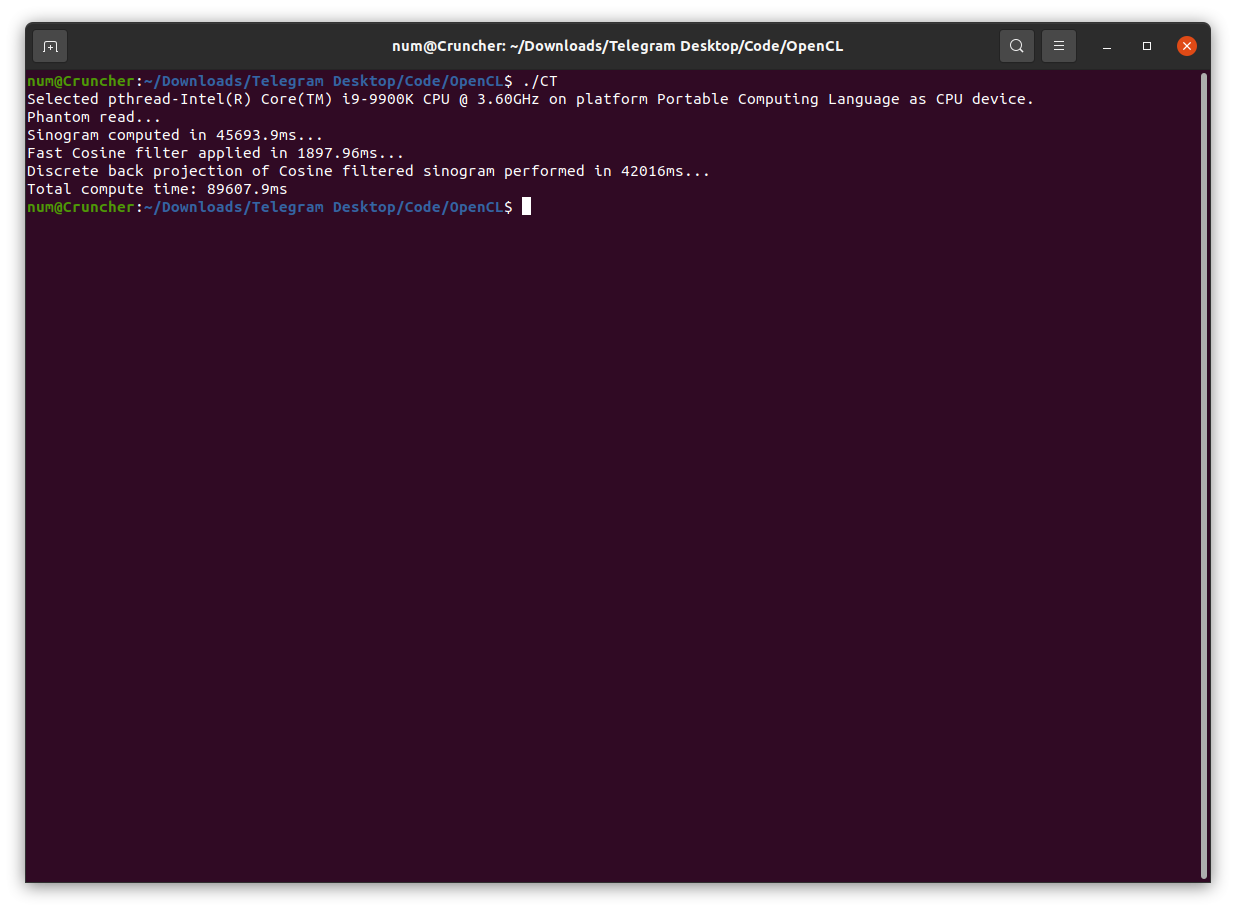 num@Cruncher: ~/Downloads/Telegram Desktop/Code/OpenCL
num@Cruncher:~/Downloads/Telegram Desktop/Code/OpenCL$ ./CT
Selected pthread-Intel(R) Core(TM) i9-9900K CPU @ 3.60GHz on platform Portable Computing Language as CPU device.
Phantom read...
Sinogram computed in 45693.9ms...
Fast Cosine filter applied in 1897.96ms...
Discrete back projection of Cosine filtered sinogram performed in 42016ms...
Total compute time: 89607.9ms
num@Cruncher:~/Downloads/Telegram Desktop/Code/OpenCL$